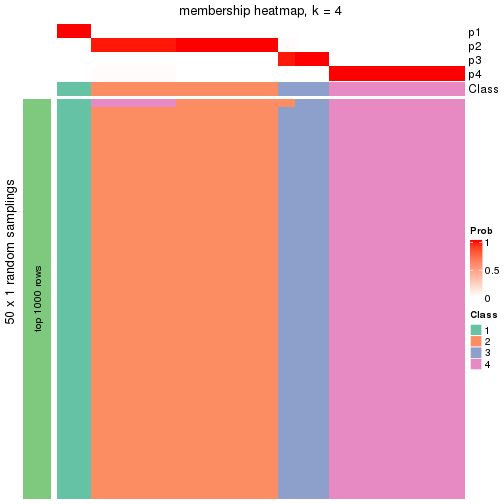 membership heatmap, k = 4
p1
p2
p3
p4
Class
50 x 1 random samplings
top 1000 rows
Prob
1
0.5
0
Class
1
2
3
4